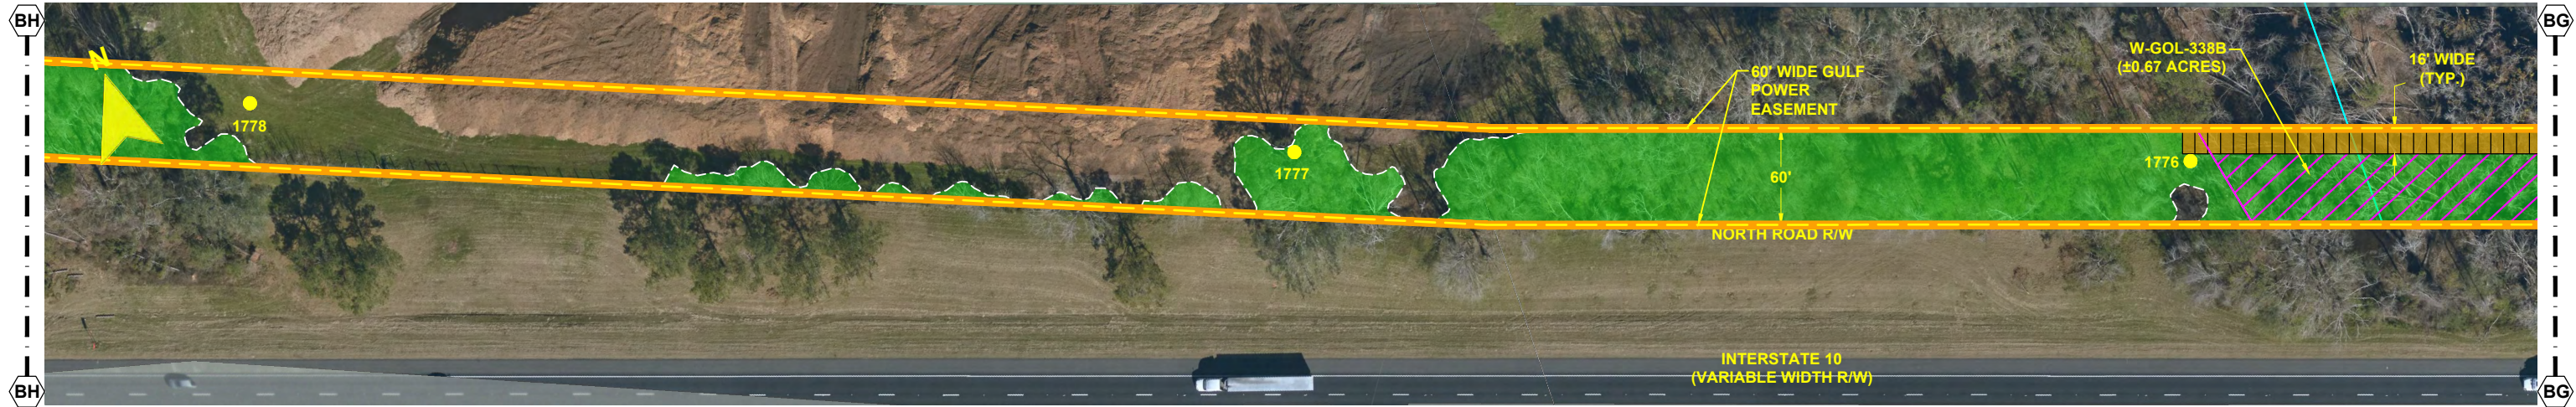 BH
BG
N
1778
1777
60' WIDE GULF
POWER
EASEMENT
W-GOL-338B
(±0.67 ACRES)
16' WIDE
(TYP.)
1776
60'
NORTH ROAD R/W
INTERSTATE 10
(VARIABLE WIDTH R/W)
BH
BG